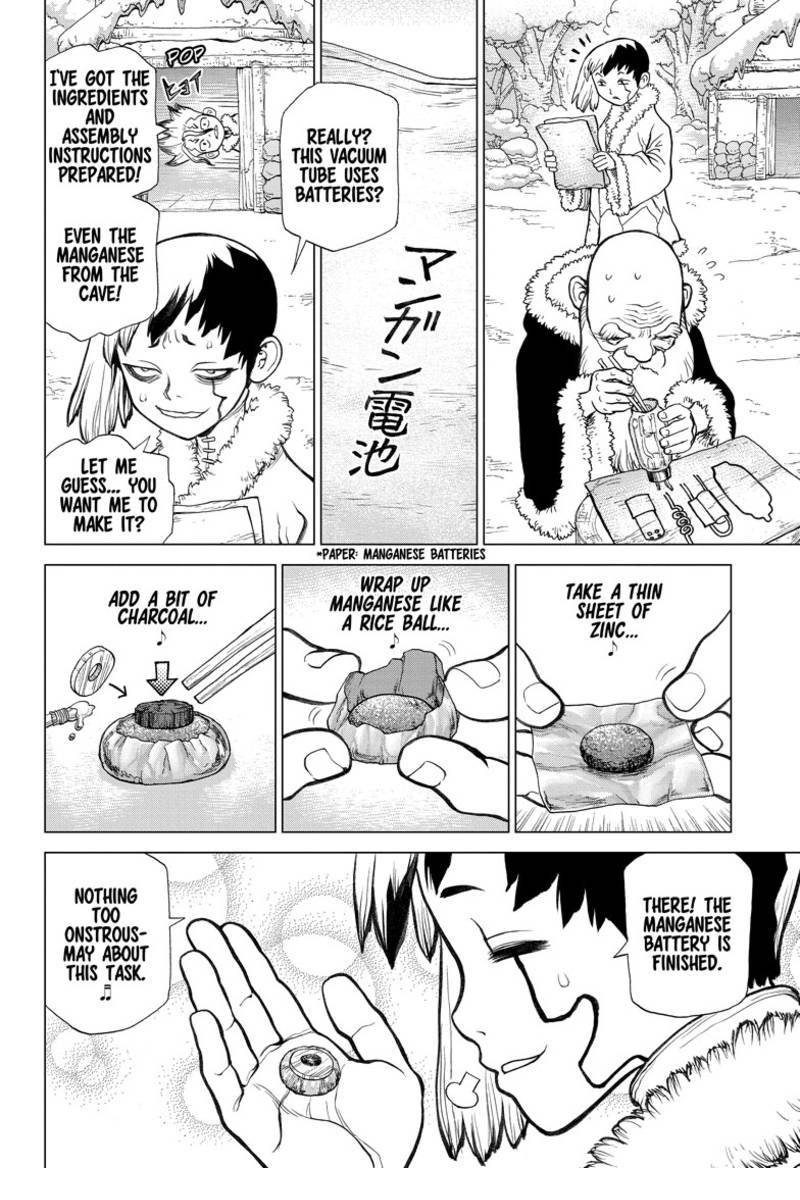 REALLY?
THIS VACUUM
TUBE USES
BATTERIES?
マンガン電池
*PAPER: MANGANESE BATTERIES
POP
ヒョイ
I'VE GOT THE
INGREDIENTS
AND
ASSEMBLY
INSTRUCTIONS
PREPARED!
EVEN THE
MANGANESE
FROM THE
CAVE!
LET ME
GUESS... YOU
WANT ME TO
MAKE IT?
TAKE A THIN
SHEET OF
ZINC...
♪
WRAP UP
MANGANESE LIKE
A RICE BALL...
♪
ADD A BIT OF
CHARCOAL...
♪
THERE! THE
MANGANESE
BATTERY IS
FINISHED.
NOTHING
TOO
ONSTROUS-
MAY ABOUT
THIS TASK.
♫